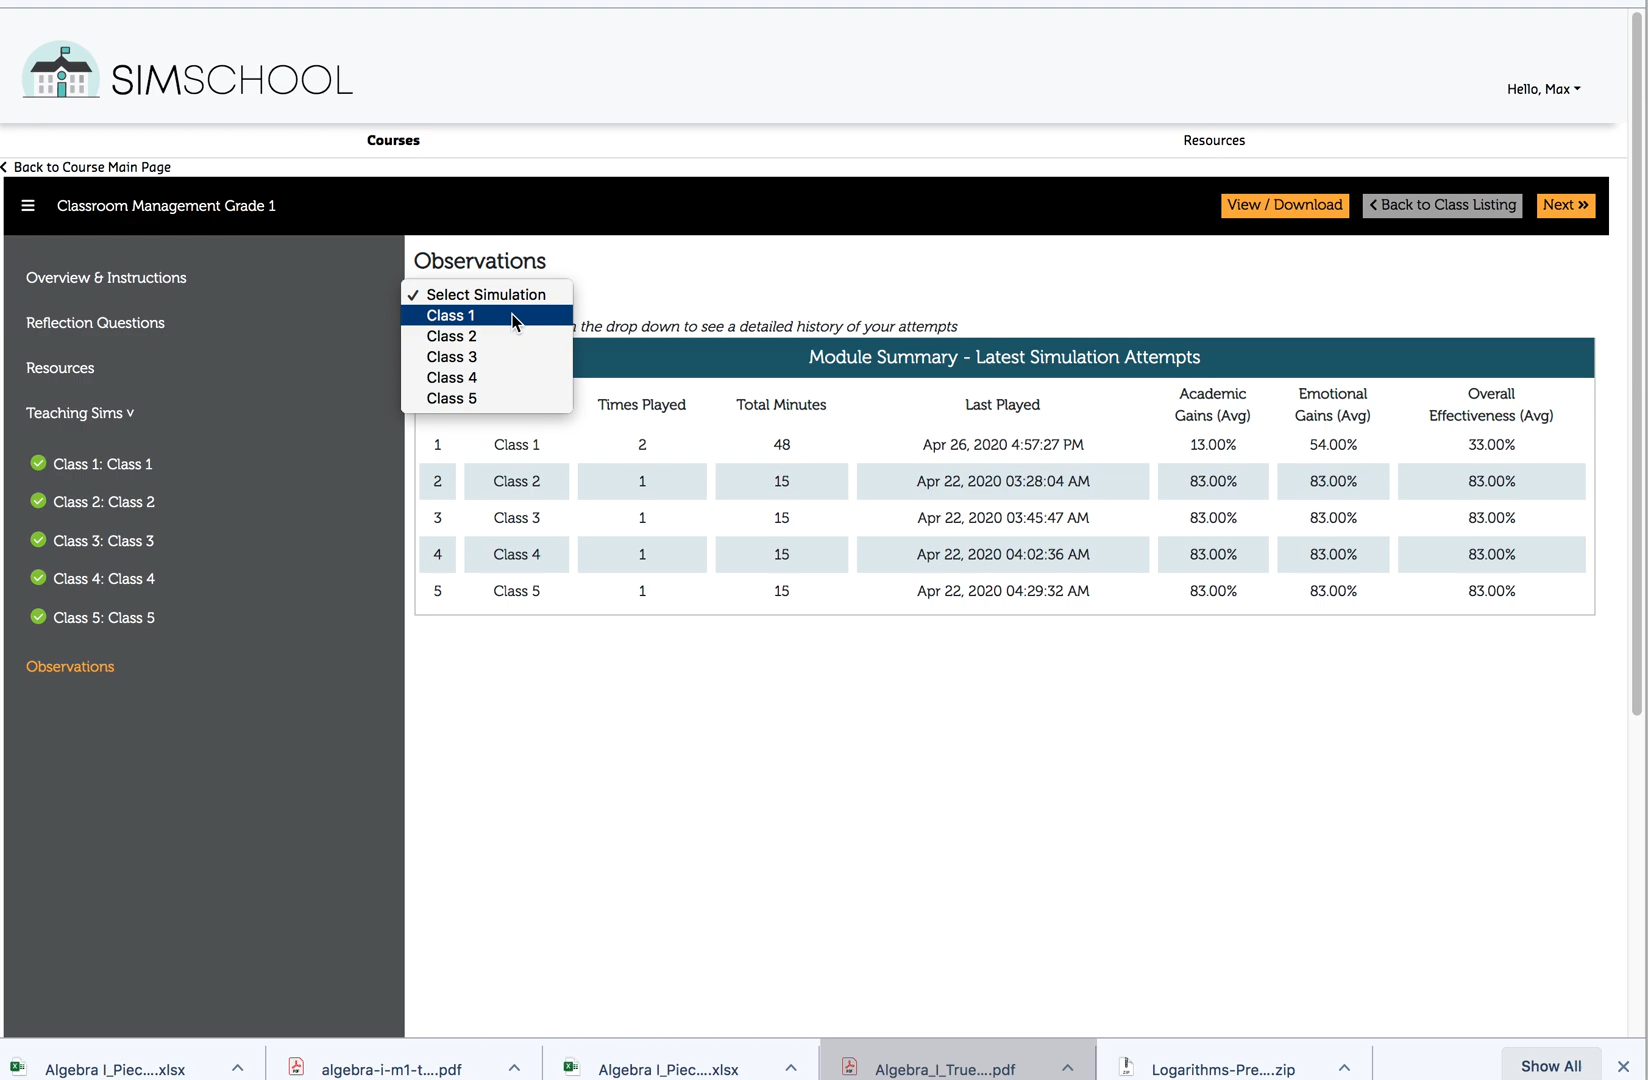 SIMSCHOOL
Hello, Max
Courses
Resources
Back to Course Main Page
Classroom Management Grade 1
View / Download
Back to Class Listing
Next »
Overview & Instructions
Reflection Questions
Resources
Teaching Sims v
Class 1: Class 1
Class 2: Class 2
Class 3: Class 3
Class 4: Class 4
Class 5: Class 5
Observations
Observations
✓ Select Simulation
Class 1
Class 2
Class 3
Class 4
Class 5
the drop down to see a detailed history of your attempts
Module Summary - Latest Simulation Attempts
Times Played Total Minutes Last Played Academic Gains (Avg) Emotional Gains (Avg) Overall Effectiveness (Avg)
1 Class 1 2 48 Apr 26, 2020 4:57:27 PM 13.00% 54.00% 33.00%
2 Class 2 1 15 Apr 22, 2020 03:28:04 AM 83.00% 83.00% 83.00%
3 Class 3 1 15 Apr 22, 2020 03:45:47 AM 83.00% 83.00% 83.00%
4 Class 4 1 15 Apr 22, 2020 04:02:36 AM 83.00% 83.00% 83.00%
5 Class 5 1 15 Apr 22, 2020 04:29:32 AM 83.00% 83.00% 83.00%
Algebra I_Piec....xlsx
algebra-i-m1-t....pdf
Algebra I_Piec....xlsx
Algebra_I_True....pdf
Logarithms-Pre....zip
Show All